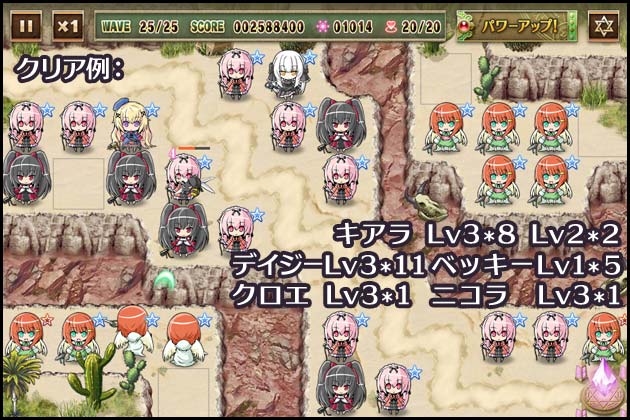 ×1 WAVE 25/25 SCORE 002588400 01014 20/20 パワーアップ!
クリア例:
キアラ Lv3*8 Lv2*2
デイジーLv3*11ベッキーLv1*5
クロエ Lv3*1 ニコラ Lv3*1